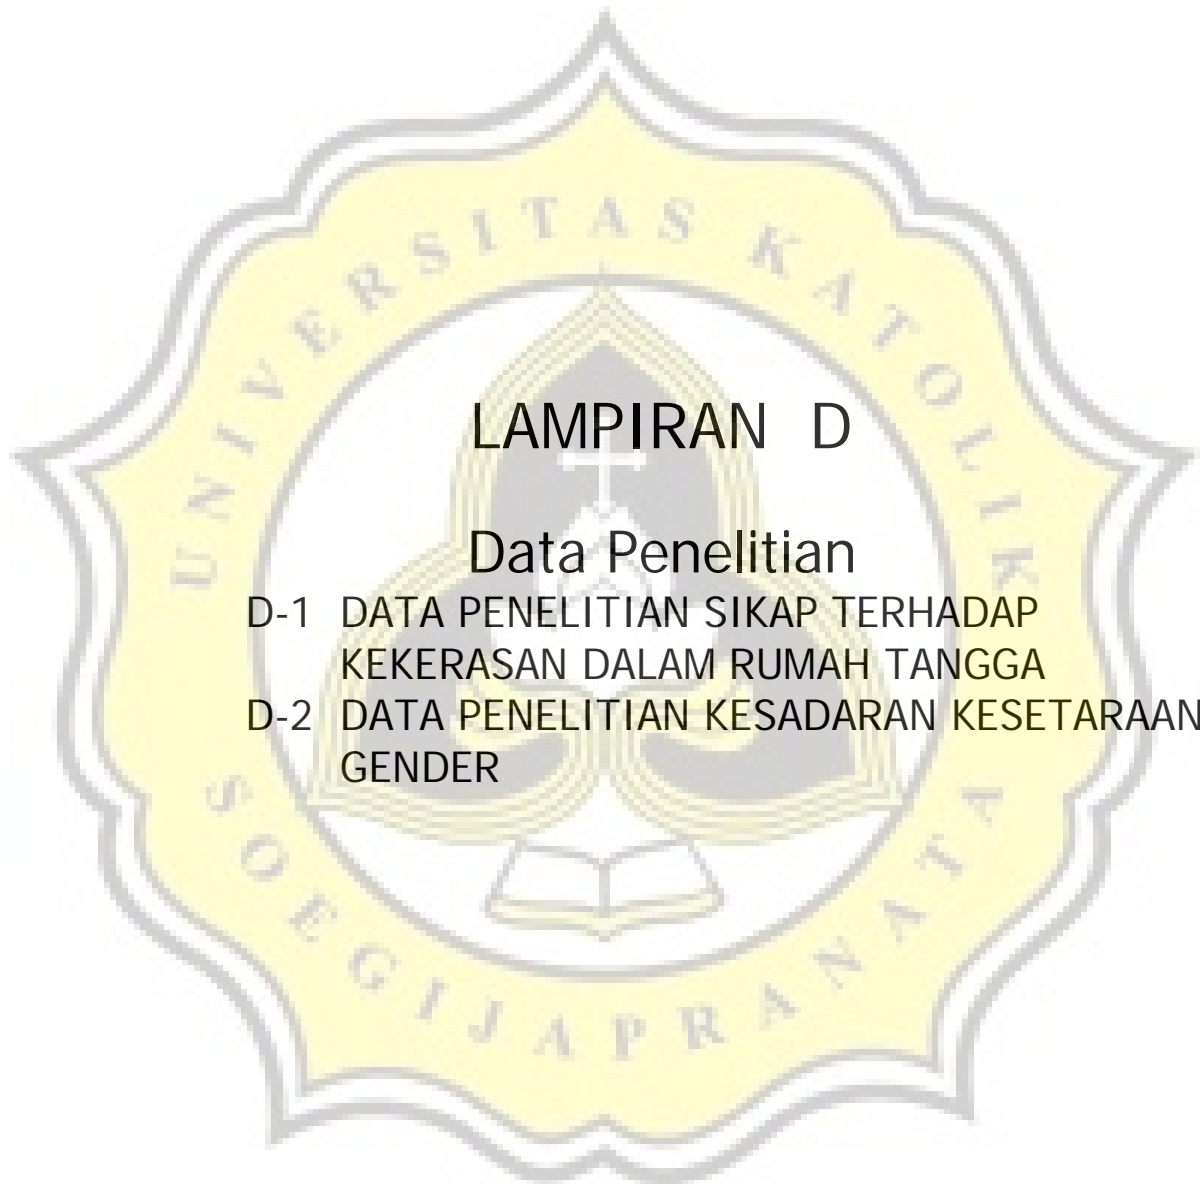 UNIVERSITAS KATOLIK
LAMPIRAN D
Data Penelitian
D-1 DATA PENELITIAN SIKAP TERHADAP
KEKERASAN DALAM RUMAH TANGGA
D-2 DATA PENELITIAN KESADARAN KESETARAAN
GENDER
SOEGIJAPRANATA